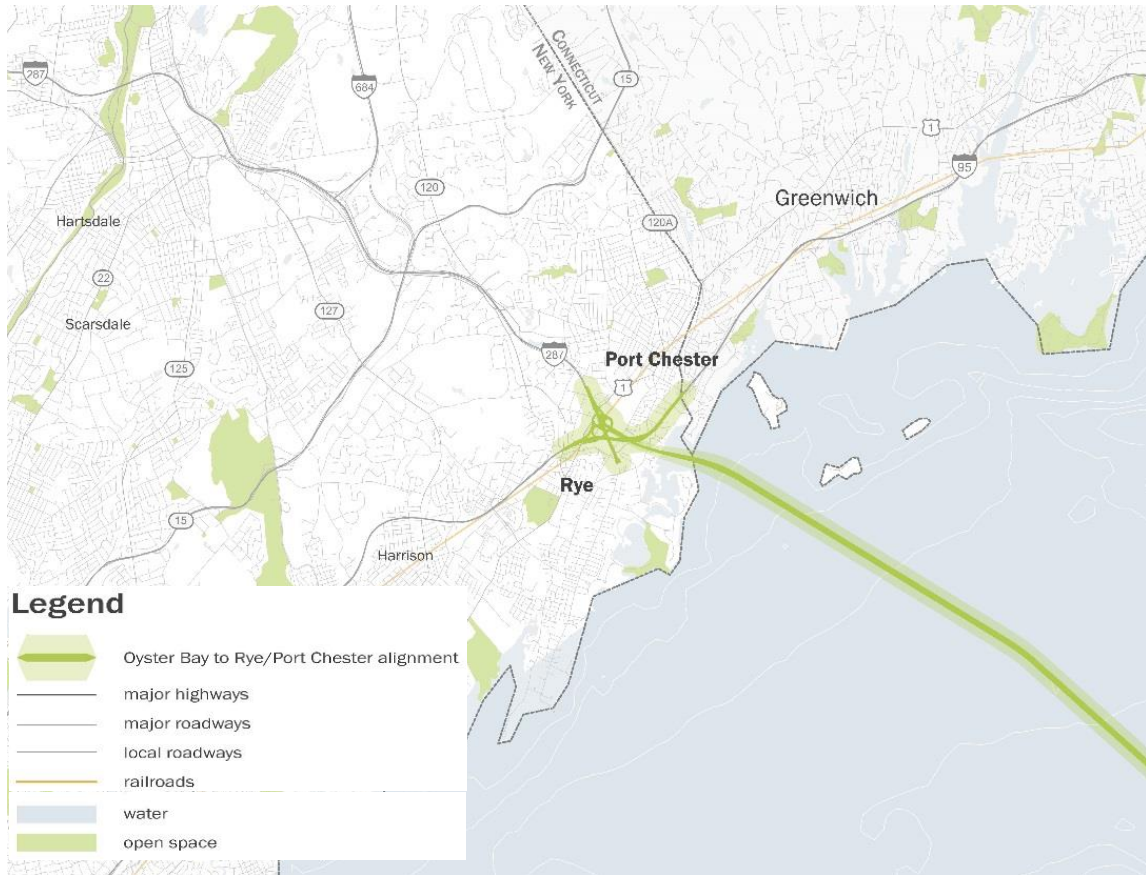 CONNECTICUT
NEW YORK
287
684
15
1
95
120
Greenwich
Hartsdale
120A
22
127
Scarsdale
125
287
Port Chester
1
Rye
15
Harrison
Legend
Oyster Bay to Rye/Port Chester alignment
major highways
major roadways
local roadways
railroads
water
open space